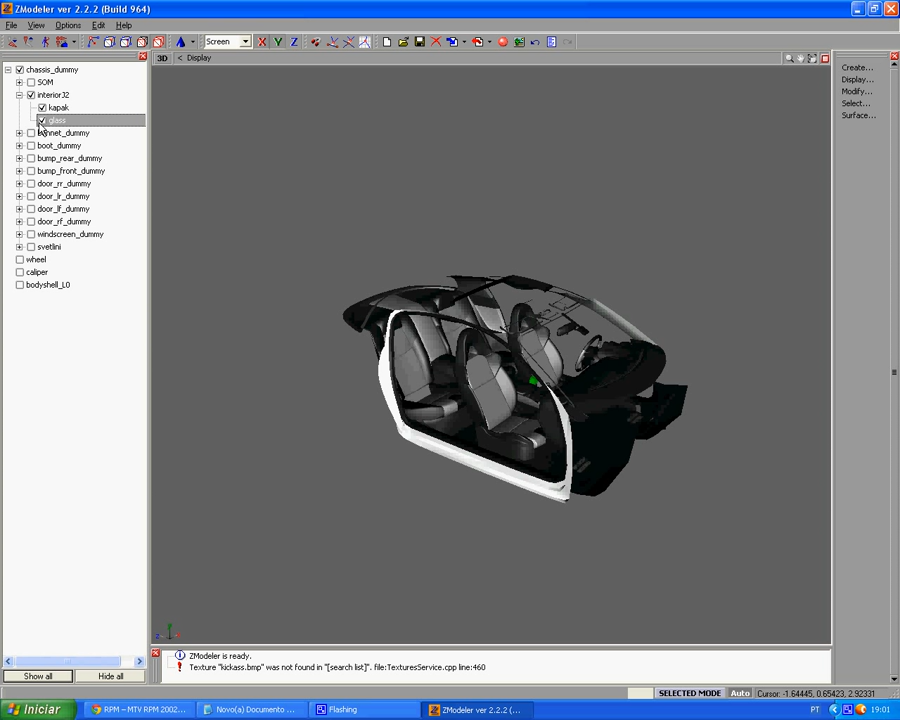 ZModeler ver 2.2.2 (Build 964)
File View Options Edit Help
Screen X Y Z
3D < Display
chassis_dummy
SOM
interiorJ2
kapak
glass
bonnet_dummy
boot_dummy
bump_rear_dummy
bump_front_dummy
door_rr_dummy
door_lr_dummy
door_lf_dummy
door_rf_dummy
windscreen_dummy
svetlini
wheel
caliper
bodyshell_L0
Create...
Display...
Modify...
Select...
Surface...
Show all Hide all
ZModeler is ready.
Texture "kickass.bmp" was not found in "[search list]". file:TexturesService.cpp line:460
SELECTED MODE Auto Cursor: -1.64445, 0.65423, 2.92331
Iniciar RPM – MTV RPM 2002... Novo(a) Documento ... Flashing ZModeler ver 2.2.2 (... PT 19:01